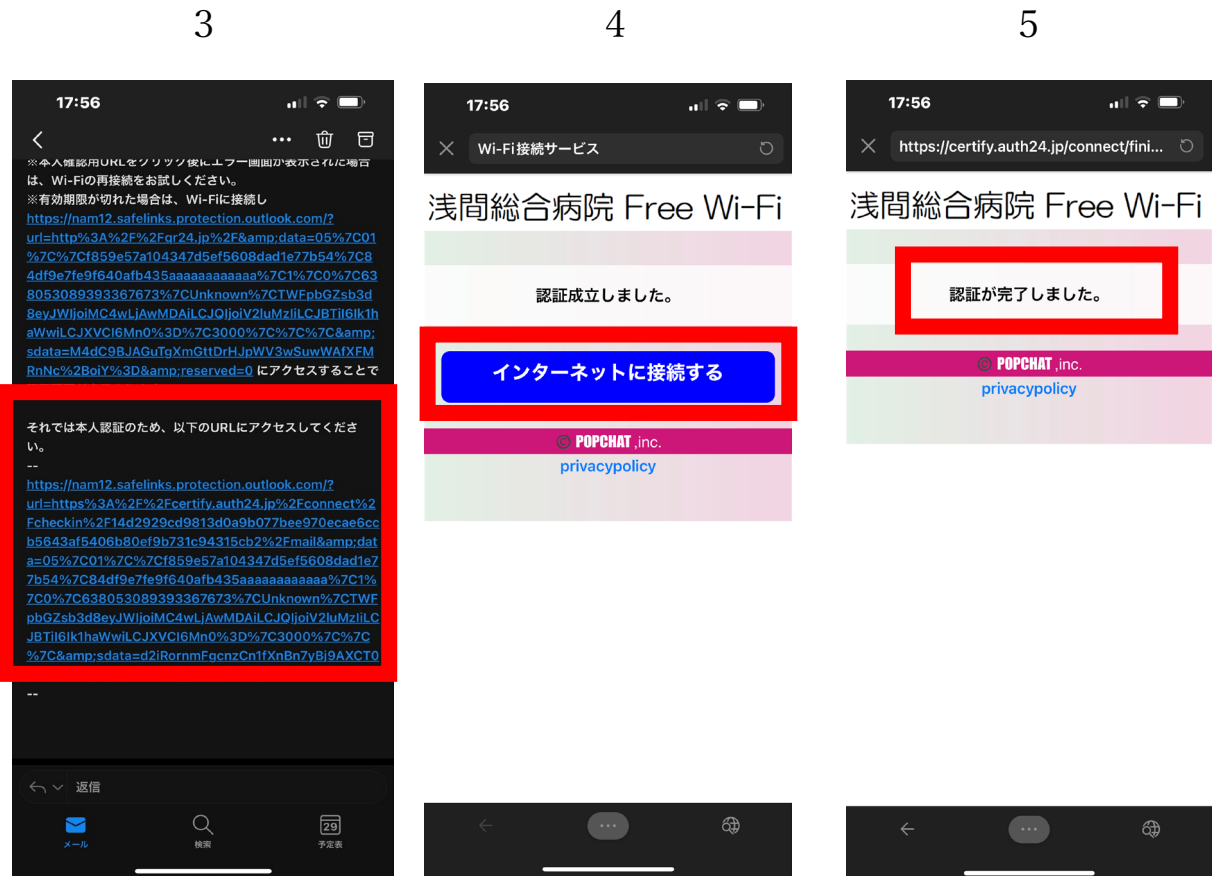 3
17:56
※本人確認用URLをクリック後にエラー画面が表示された場合
は、Wi-Fiの再接続をお試しください。
※有効期限が切れた場合は、Wi-Fiに接続し
https://nam12.safelinks.protection.outlook.com/?
url=http%3A%2F%2Fqr24.jp%2F&amp;data=05%7C01
%7C%7Cf859e57a104347d5ef5608dad1e77b54%7C8
4df9e7fe9f640afb435aaaaaaaaaaaa%7C1%7C0%7C63
8053089393367673%7CUnknown%7CTWFpbGZsb3d
8eyJWIjoiMC4wLjAwMDAiLCJQIjoiV2luMzIiLCJBTiI6Ik1h
aWwiLCJXVCI6Mn0%3D%7C3000%7C%7C%7C&amp;
sdata=M4dC9BJAGuTgXmGttDrHJpWV3wSuwWAfXFM
RnNc%2BoiY%3D&amp;reserved=0 にアクセスすることで
それでは本人認証のため、以下のURLにアクセスしてくださ
い。
--
https://nam12.safelinks.protection.outlook.com/?
url=https%3A%2F%2Fcertify.auth24.jp%2Fconnect%2
Fcheckin%2F14d2929cd9813d0a9b077bee970ecae6cc
b5643af5406b80ef9b731c94315cb2%2Fmail&amp;dat
a=05%7C01%7C%7Cf859e57a104347d5ef5608dad1e7
7b54%7C84df9e7fe9f640afb435aaaaaaaaaaaa%7C1%
7C0%7C638053089393367673%7CUnknown%7CTWF
pbGZsb3d8eyJWIjoiMC4wLjAwMDAiLCJQIjoiV2luMzIiLC
JBTiI6Ik1haWwiLCJXVCI6Mn0%3D%7C3000%7C%7C
%7C&amp;sdata=d2iRornmFgcnzCn1fXnBn7yBj9AXCT0
--
返信
メール
検索
29
予定表
4
17:56
Wi-Fi接続サービス
浅間総合病院 Free Wi-Fi
認証成立しました。
インターネットに接続する
© POPCHAT ,inc.
privacypolicy
5
17:56
https://certify.auth24.jp/connect/fini...
浅間総合病院 Free Wi-Fi
認証が完了しました。
© POPCHAT ,inc.
privacypolicy